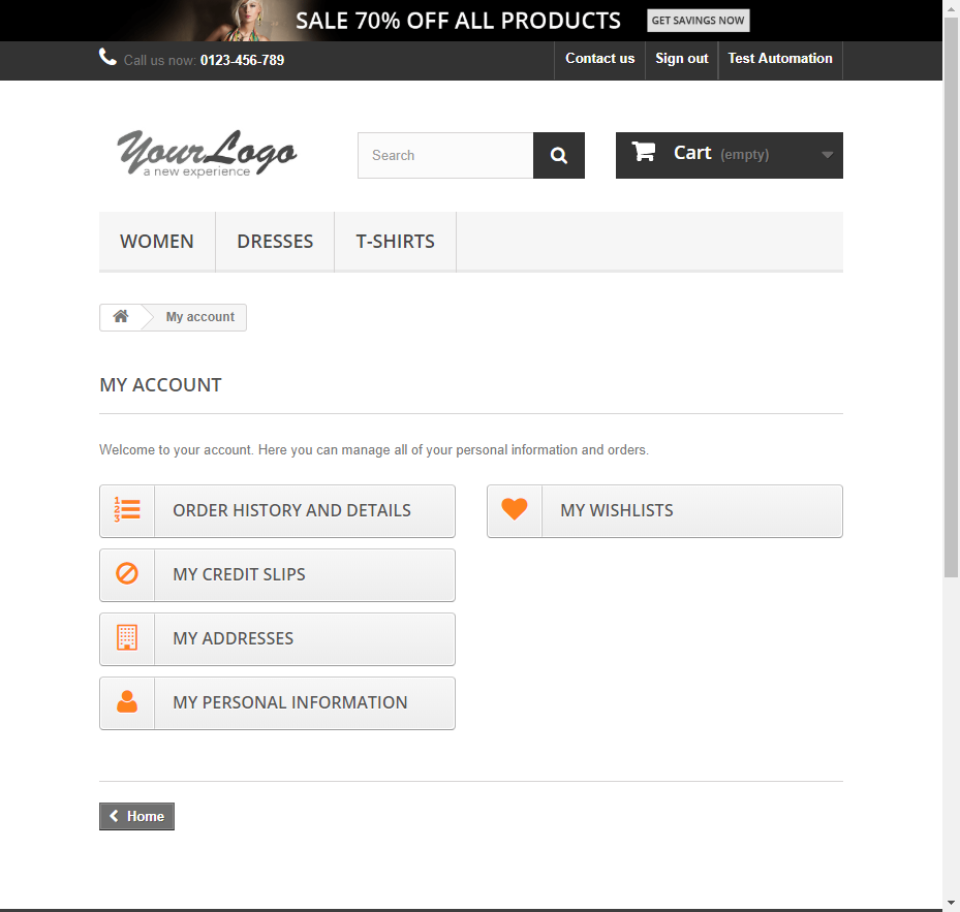 SALE 70% OFF ALL PRODUCTS GET SAVINGS NOW
Call us now: 0123-456-789 Contact us Sign out Test Automation
YourLogo
a new experience
Search
Cart (empty)
WOMEN DRESSES T-SHIRTS
My account
MY ACCOUNT
Welcome to your account. Here you can manage all of your personal information and orders.
1 2 3 ORDER HISTORY AND DETAILS
MY WISHLISTS
MY CREDIT SLIPS
MY ADDRESSES
MY PERSONAL INFORMATION
Home